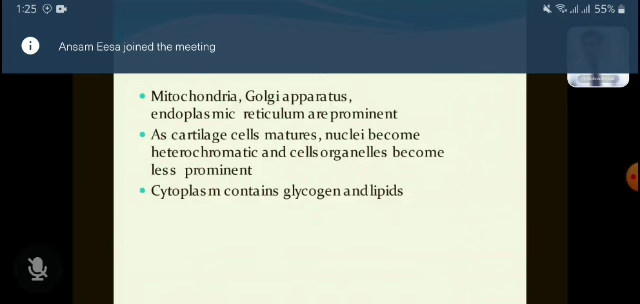 1:25 55%
Ansam Eesa joined the meeting
• Mitochondria, Golgi apparatus,
endoplasmic reticulum are prominent
• As cartilage cells matures, nuclei become
heterochromatic and cells organelles become
less prominent
• Cytoplasm contains glycogen and lipids